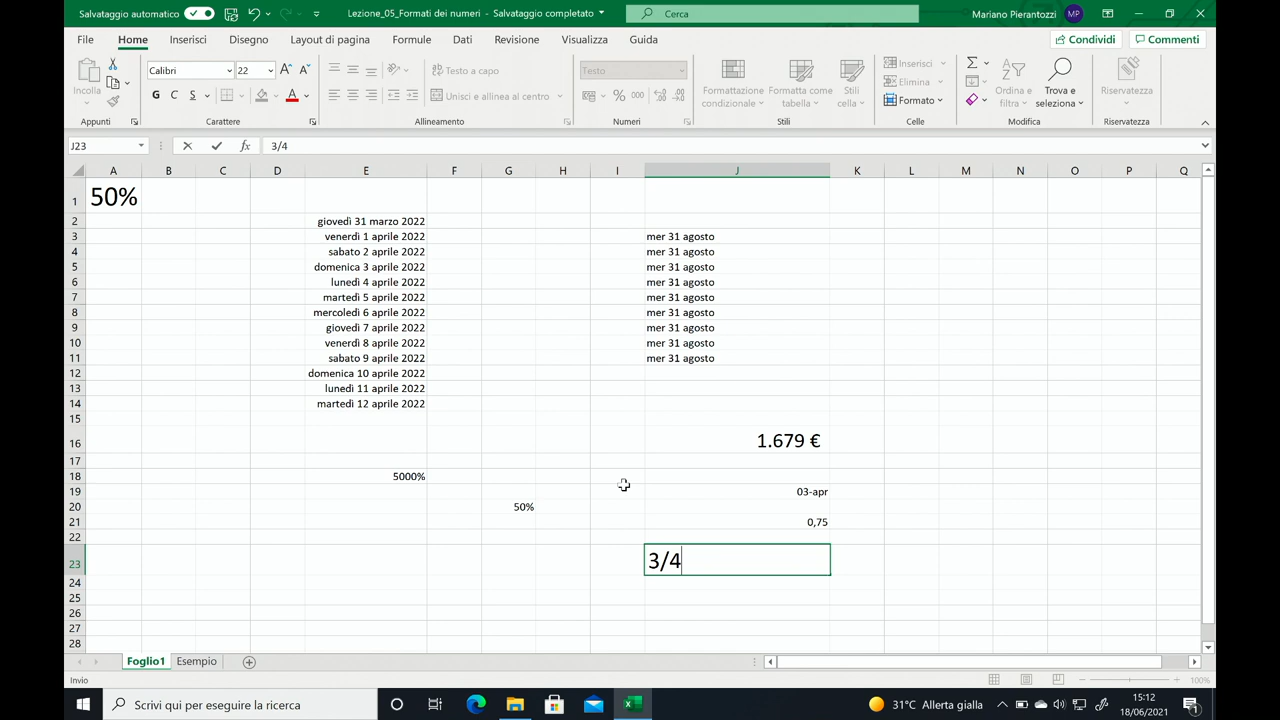 Salvataggio automatico
Lezione_05_Formati dei numeri - Salvataggio completato
Cerca
Mariano Pierantozzi MP
File Home Inserisci Disegno Layout di pagina Formule Dati Revisione Visualizza Guida
Condividi Commenti
Incolla
Calibri 22
G C S
Testo a capo
Unisci e allinea al centro
Testo
% 000
Formattazione condizionale
Formatta come tabella
Stili cella
Inserisci
Elimina
Formato
Ordina e filtra
Trova e seleziona
Riservatezza
Appunti Carattere Allineamento Numeri Stili Celle Modifica Riservatezza
J23 fx 3/4
A B C D E F G H I J K L M N O P Q
1 50%
2 giovedì 31 marzo 2022
3 venerdì 1 aprile 2022 mer 31 agosto
4 sabato 2 aprile 2022 mer 31 agosto
5 domenica 3 aprile 2022 mer 31 agosto
6 lunedì 4 aprile 2022 mer 31 agosto
7 martedì 5 aprile 2022 mer 31 agosto
8 mercoledì 6 aprile 2022 mer 31 agosto
9 giovedì 7 aprile 2022 mer 31 agosto
10 venerdì 8 aprile 2022 mer 31 agosto
11 sabato 9 aprile 2022 mer 31 agosto
12 domenica 10 aprile 2022
13 lunedì 11 aprile 2022
14 martedì 12 aprile 2022
15
16 1.679 €
17
18 5000%
19 03-apr
20 50%
21 0,75
22
23 3/4
24
25
26
27
28
Foglio1 Esempio
Invio 100%
Scrivi qui per eseguire la ricerca
31°C Allerta gialla
15:12
18/06/2021
1